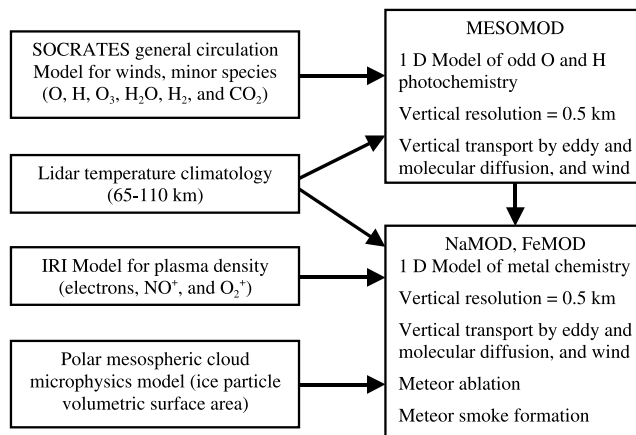 SOCRATES general circulation
Model for winds, minor species
(O, H, O₃, H₂O, H₂, and CO₂)
Lidar temperature climatology
(65-110 km)
IRI Model for plasma density
(electrons, NO⁺, and O₂⁺)
Polar mesospheric cloud
microphysics model (ice particle
volumetric surface area)
MESOMOD
1 D Model of odd O and H
photochemistry
Vertical resolution = 0.5 km
Vertical transport by eddy and
molecular diffusion, and wind
NaMOD, FeMOD
1 D Model of metal chemistry
Vertical resolution = 0.5 km
Vertical transport by eddy and
molecular diffusion, and wind
Meteor ablation
Meteor smoke formation